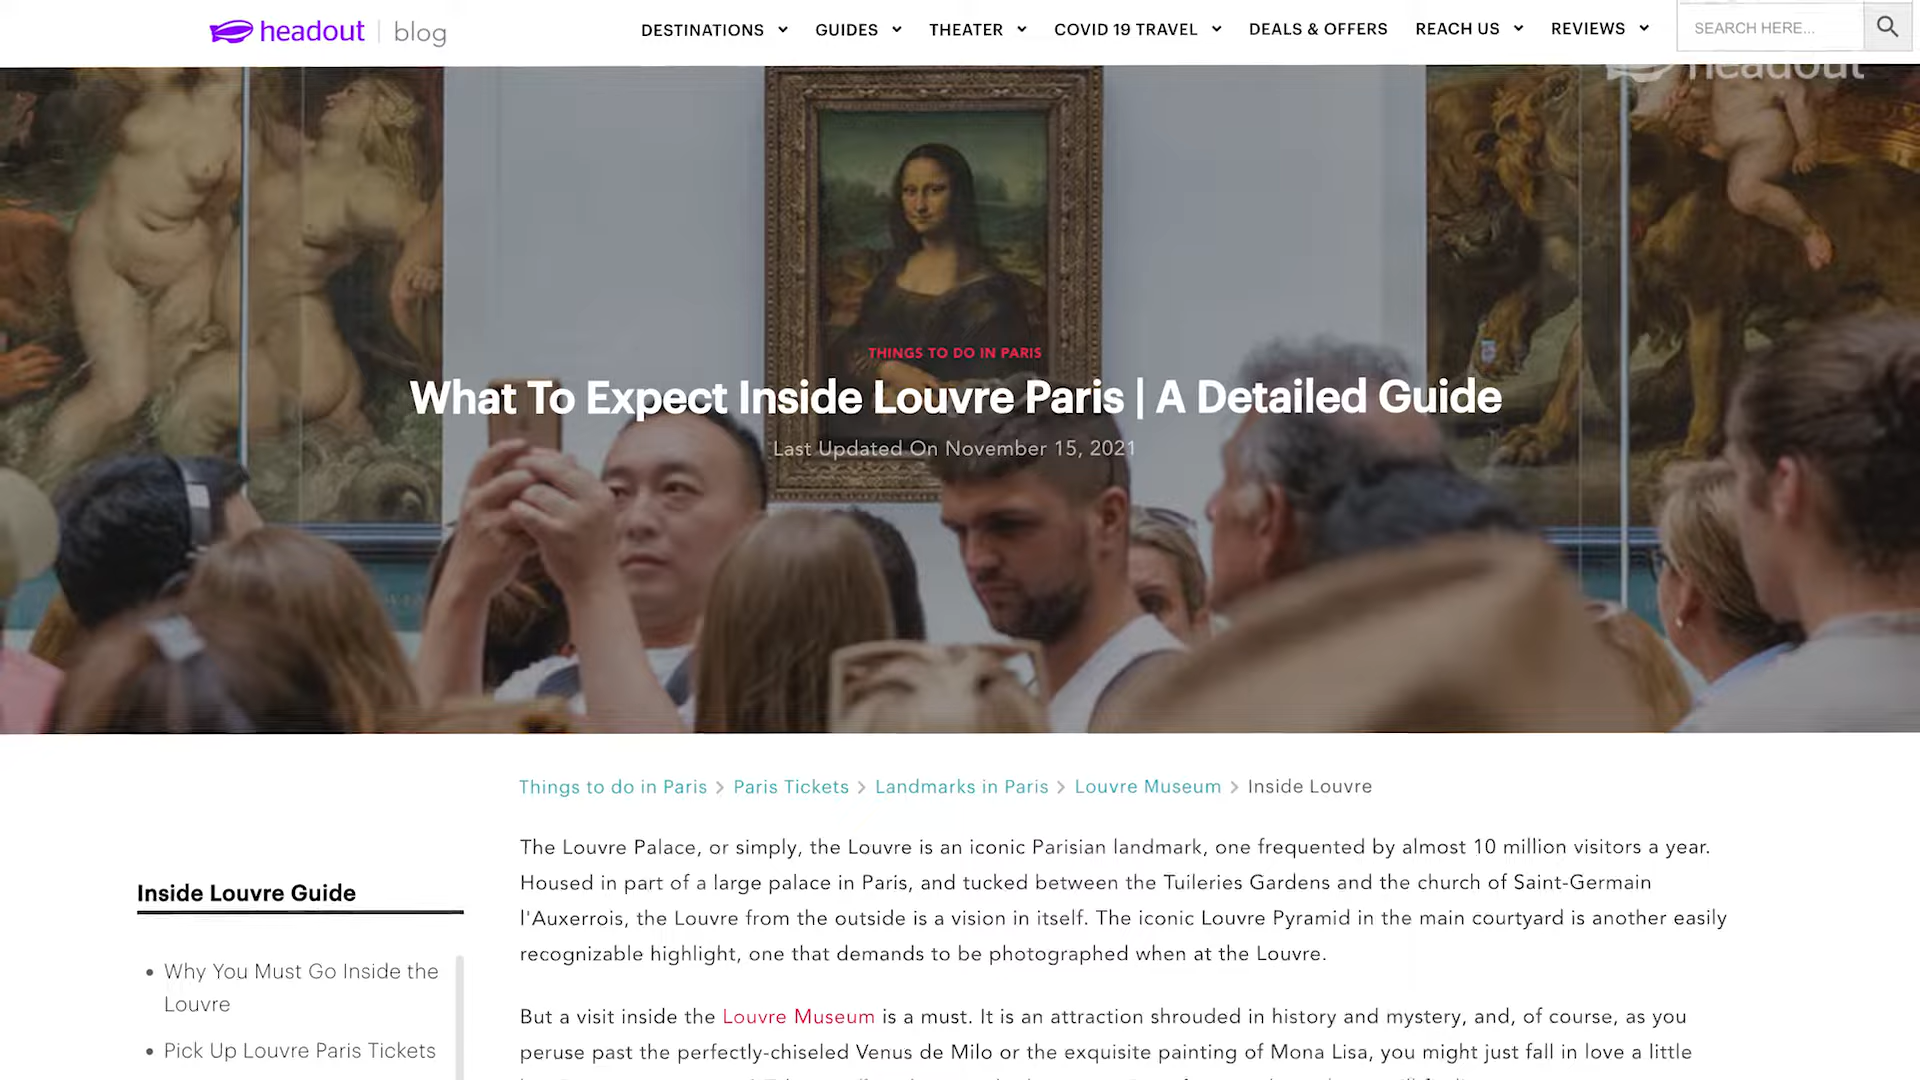 headout | blog
DESTINATIONS GUIDES THEATER COVID 19 TRAVEL DEALS & OFFERS REACH US REVIEWS SEARCH HERE...
headout
THINGS TO DO IN PARIS
What To Expect Inside Louvre Paris | A Detailed Guide
Last Updated On November 15, 2021
Things to do in Paris > Paris Tickets > Landmarks in Paris > Louvre Museum > Inside Louvre
The Louvre Palace, or simply, the Louvre is an iconic Parisian landmark, one frequented by almost 10 million visitors a year.
Housed in part of a large palace in Paris, and tucked between the Tuileries Gardens and the church of Saint-Germain
l'Auxerrois, the Louvre from the outside is a vision in itself. The iconic Louvre Pyramid in the main courtyard is another easily
recognizable highlight, one that demands to be photographed when at the Louvre.
But a visit inside the Louvre Museum is a must. It is an attraction shrouded in history and mystery, and, of course, as you
peruse past the perfectly-chiseled Venus de Milo or the exquisite painting of Mona Lisa, you might just fall in love a little
Inside Louvre Guide
• Why You Must Go Inside the
Louvre
• Pick Up Louvre Paris Tickets